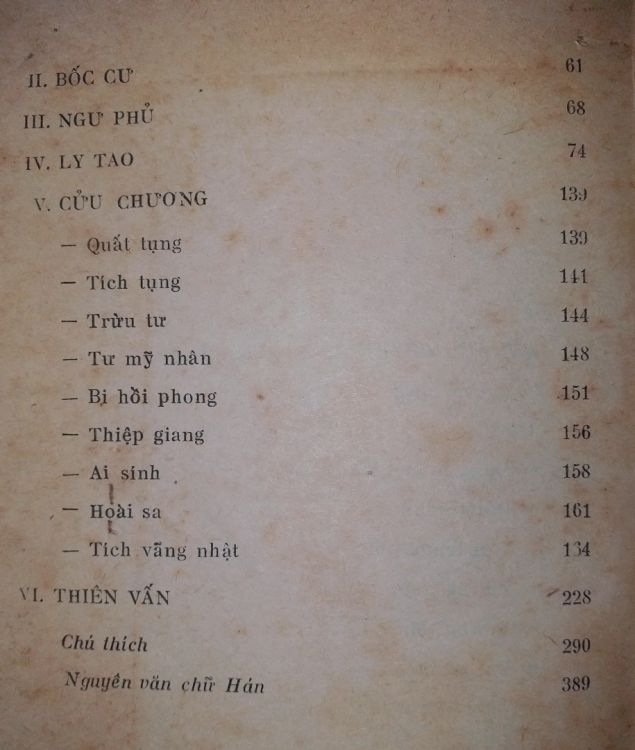 II. BỐC CƯ 61
III. NGƯ PHỦ 68
IV. LY TAO 74
V. CỬU CHƯƠNG 139
— Quất tụng 139
— Tích tụng 141
— Trừu tư 144
— Tư mỹ nhân 148
— Bị hồi phong 151
— Thiệp giang 156
— Ai sính 158
— Hoài sa 161
— Tích vãng nhật 164
VI. THIÊN VẤN 228
Chú thích 290
Nguyên văn chữ Hán 389